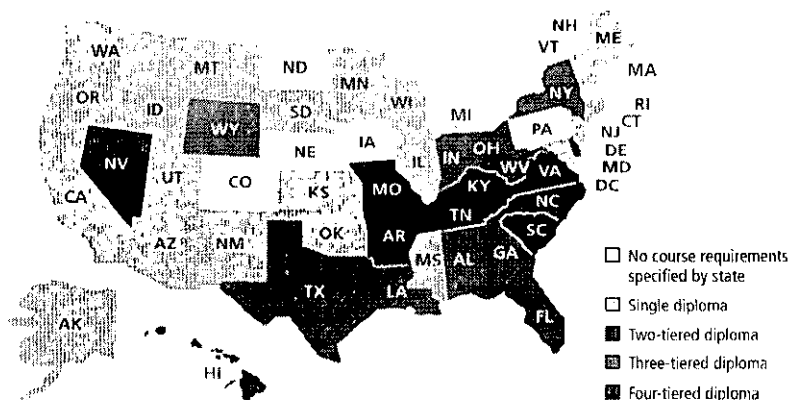 NH
WA
VT
ME
MT
ND
MN
MA
OR
ID
SD
WI
NY
WY
MI
RI
CT
IA
PA
NJ
NV
NE
IL
IN
OH
DE
UT
CO
WV
VA
MD
CA
KS
MO
KY
DC
NC
TN
AZ
NM
OK
AR
SC
MS
AL
GA
TX
LA
FL
AK
HI
No course requirements
specified by state
Single diploma
Two-tiered diploma
Three-tiered diploma
Four-tiered diploma